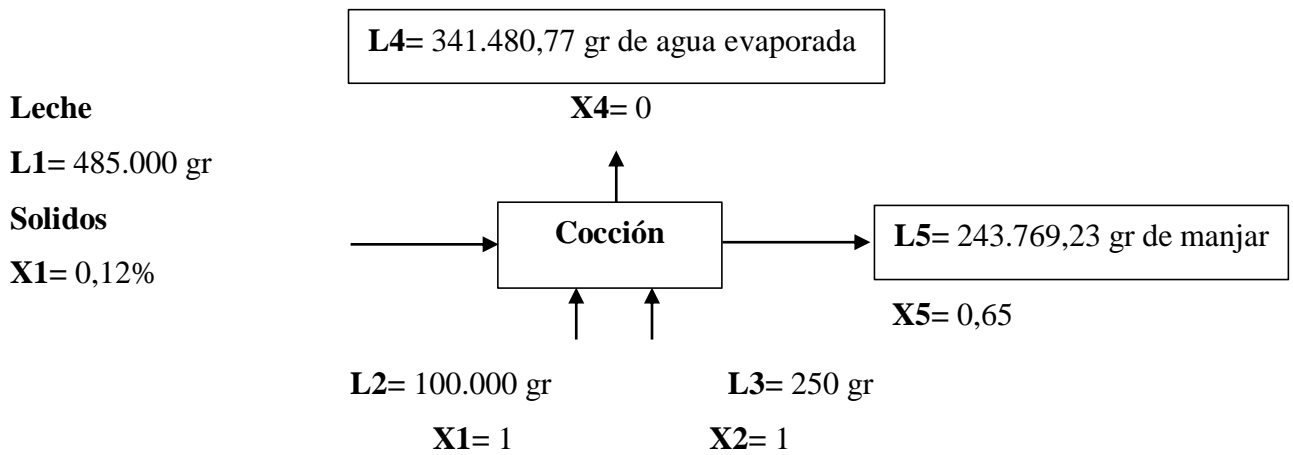 L4= 341.480,77 gr de agua evaporada
X4= 0
Leche
L1= 485.000 gr
Solidos
X1= 0,12%
Cocción
L5= 243.769,23 gr de manjar
X5= 0,65
L2= 100.000 gr
L3= 250 gr
X1= 1
X2= 1